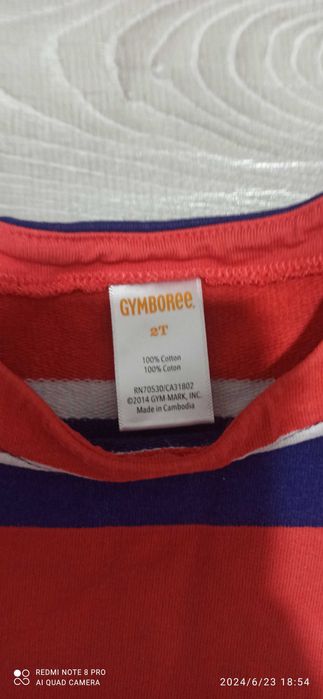 GYMBOREE.
2T
100% Cotton
100% Coton
RN70530/CA31802
©2014 GYM-MARK, INC.
Made in Cambodia
REDMI NOTE 8 PRO
AI QUAD CAMERA
2024/6/23 18:54